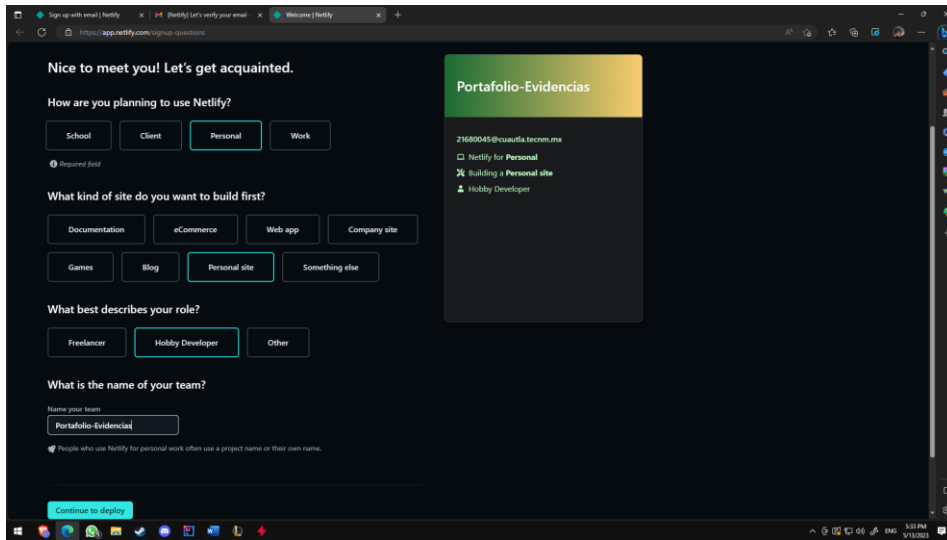 Sign up with email | Netlify
[Netlify] Let's verify your email -
Welcome | Netlify
https://app.netlify.com/signup-questions
Nice to meet you! Let's get acquainted.
How are you planning to use Netlify?
School
Client
Personal
Work
Required field
What kind of site do you want to build first?
Documentation
eCommerce
Web app
Company site
Games
Blog
Personal site
Something else
What best describes your role?
Freelancer
Hobby Developer
Other
What is the name of your team?
Name your team
Portafolio-Evidencias
People who use Netlify for personal work often use a project name or their own name.
Continue to deploy
Portafolio-Evidencias
21680045@cuautla.tecnm.mx
Netlify for Personal
Building a Personal site
Hobby Developer
ENG
5:33 PM
5/13/2023